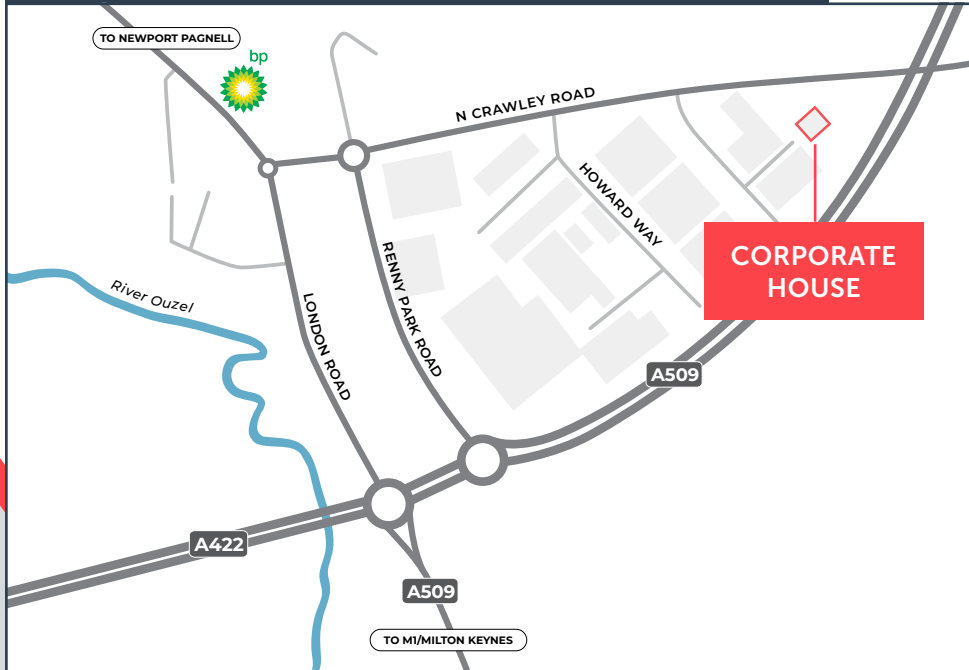 TO NEWPORT PAGNELL
bp
N CRAWLEY ROAD
HOWARD WAY
CORPORATE
HOUSE
River Ouzel
RENNY PARK ROAD
LONDON ROAD
A509
A422
A509
TO M1/MILTON KEYNES